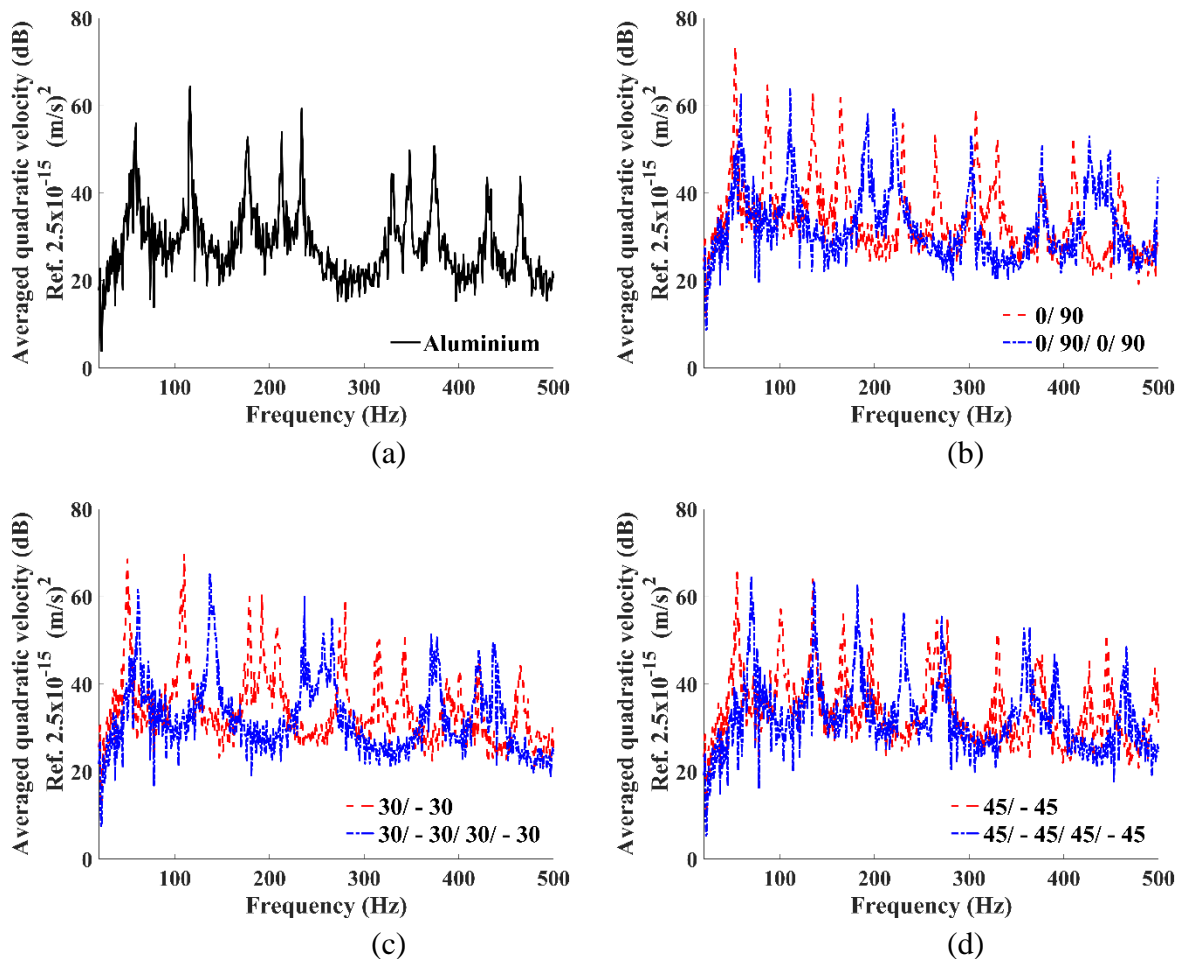 80
60
40
20
0
Averaged quadratic velocity (dB)
Ref. 2.5x10⁻¹⁵ (m/s)²
Aluminium
100 200 300 400 500
Frequency (Hz)
(a)
80
60
40
20
0
Averaged quadratic velocity (dB)
Ref. 2.5x10⁻¹⁵ (m/s)²
0/ 90
0/ 90/ 0/ 90
100 200 300 400 500
Frequency (Hz)
(b)
80
60
40
20
0
Averaged quadratic velocity (dB)
Ref. 2.5x10⁻¹⁵ (m/s)²
30/ - 30
30/ - 30/ 30/ - 30
100 200 300 400 500
Frequency (Hz)
(c)
80
60
40
20
0
Averaged quadratic velocity (dB)
Ref. 2.5x10⁻¹⁵ (m/s)²
45/ - 45
45/ - 45/ 45/ - 45
100 200 300 400 500
Frequency (Hz)
(d)